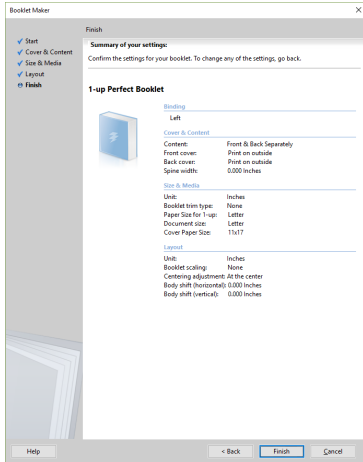 Booklet Maker
Finish
Start
Cover & Content
Size & Media
Layout
Finish
Summary of your settings:
Confirm the settings for your booklet. To change any of the settings, go back.
1-up Perfect Booklet
Binding
Left
Cover & Content
Content: Front & Back Separately
Front cover: Print on outside
Back cover: Print on outside
Spine width: 0.000 Inches
Size & Media
Unit: Inches
Booklet trim type: None
Paper Size for 1-up: Letter
Document size: Letter
Cover Paper Size: 11x17
Layout
Unit: Inches
Booklet scaling: None
Centering adjustment: At the center
Body shift (horizontal): 0.000 Inches
Body shift (vertical): 0.000 Inches
Help
< Back
Finish
Cancel